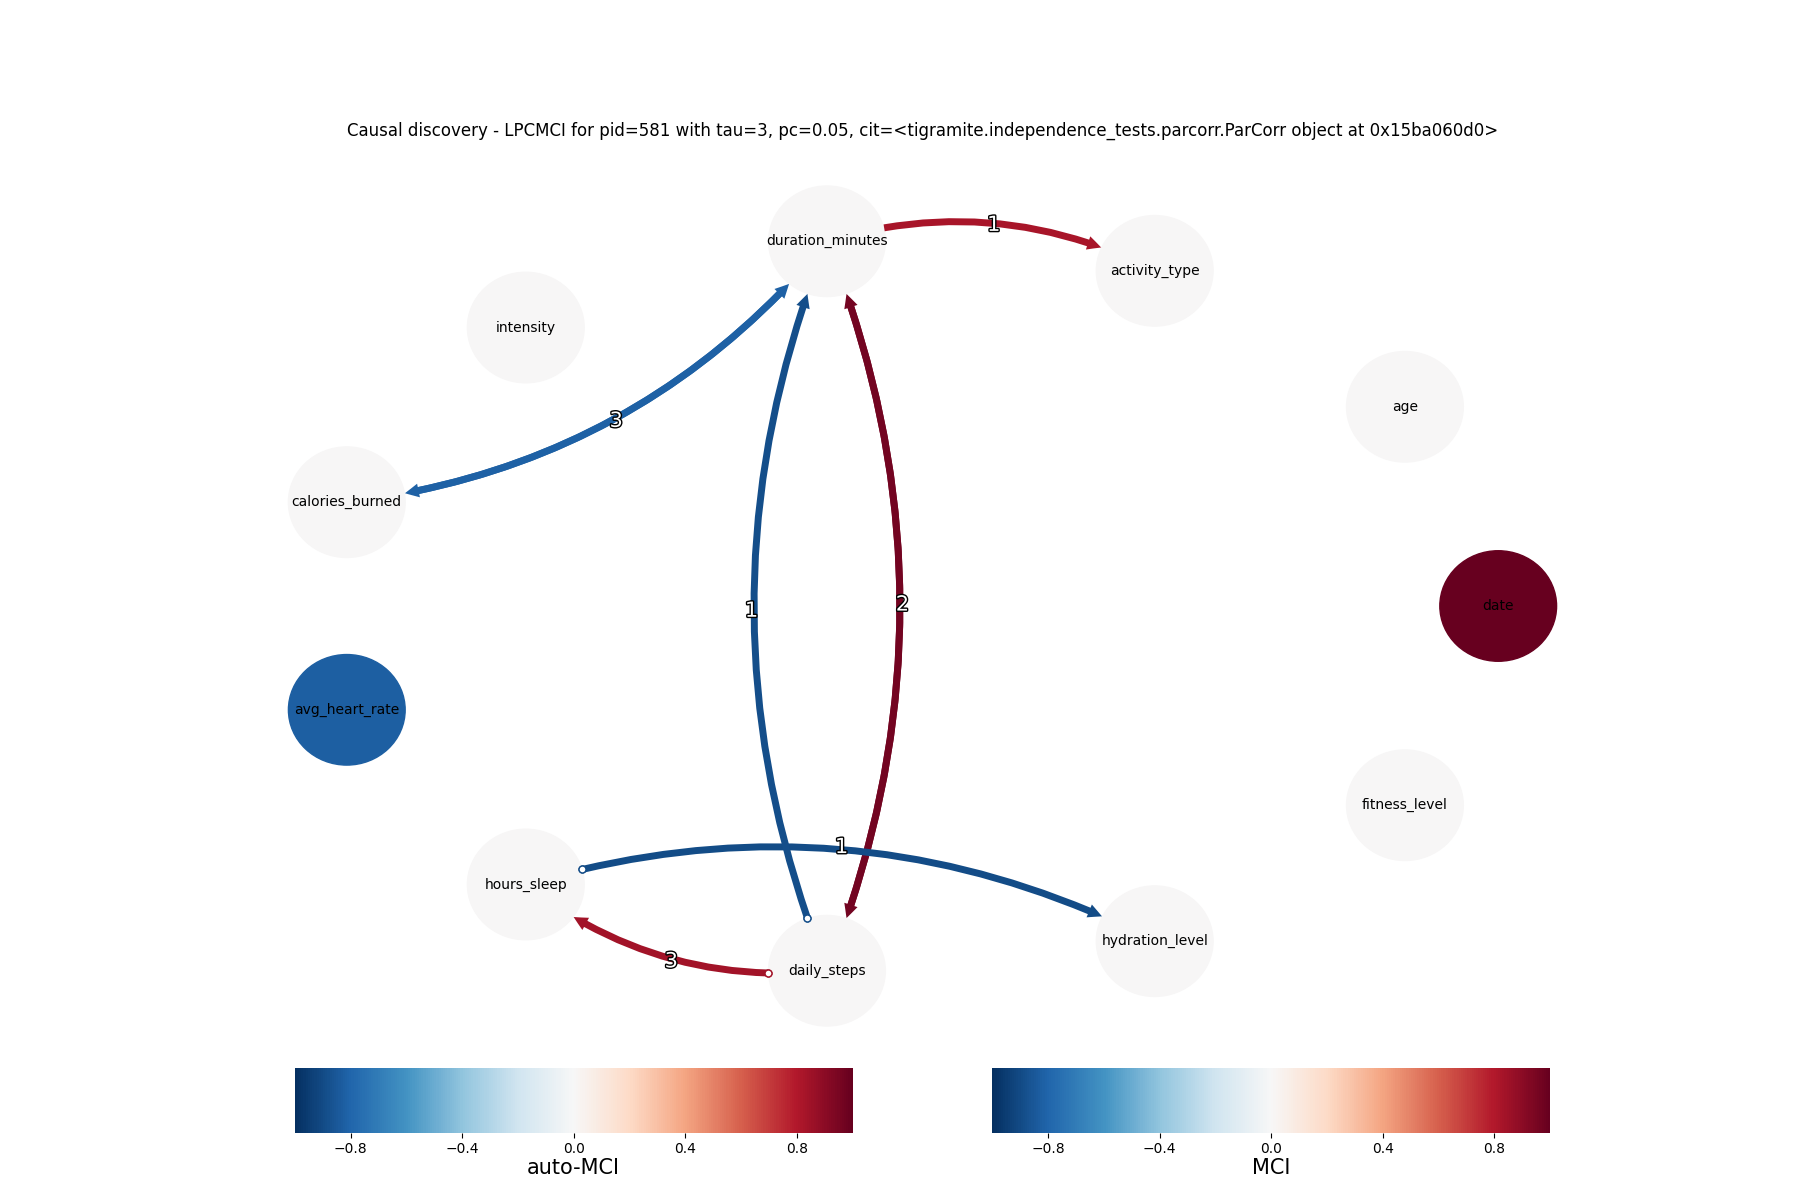 Causal discovery - LPCMCI for pid=581 with tau=3, pc=0.05, cit=<tigramite.independence_tests.parcorr.ParCorr object at 0x15ba060d0>
duration_minutes
1
activity_type
intensity
age
3
calories_burned
date
1
2
avg_heart_rate
fitness_level
1
hours_sleep
hydration_level
3
daily_steps
−0.8 −0.4 0.0 0.4 0.8
auto-MCI
−0.8 −0.4 0.0 0.4 0.8
MCI